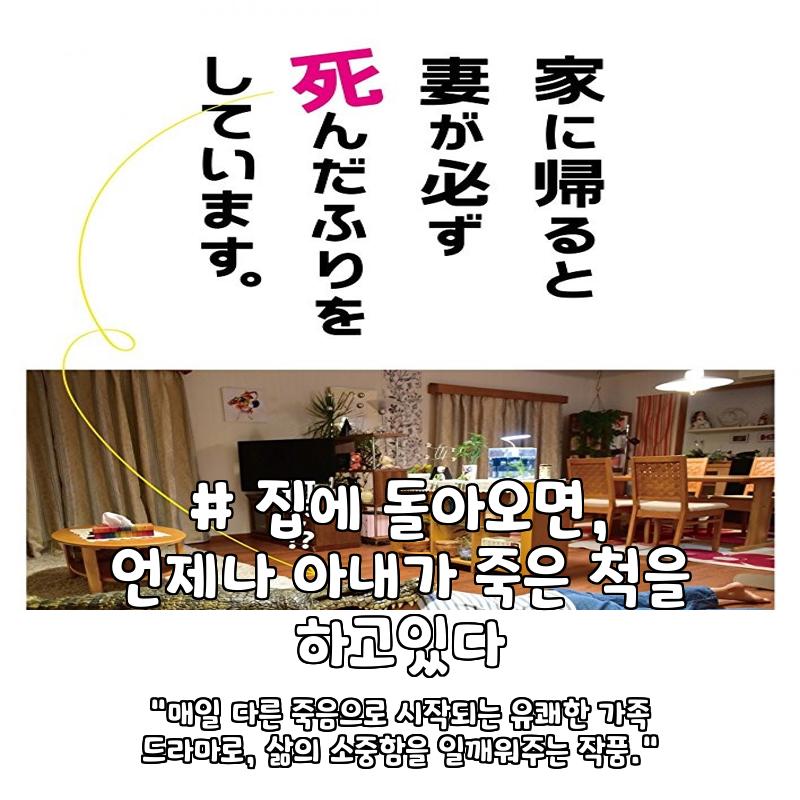 家に帰ると
妻が必ず
死んだふりを
しています。
!?
# 집에 돌아오면,
언제나 아내가 죽은 척을
하고있다
"매일 다른 죽음으로 시작되는 유쾌한 가족
드라마로, 삶의 소중함을 일깨워주는 작품."